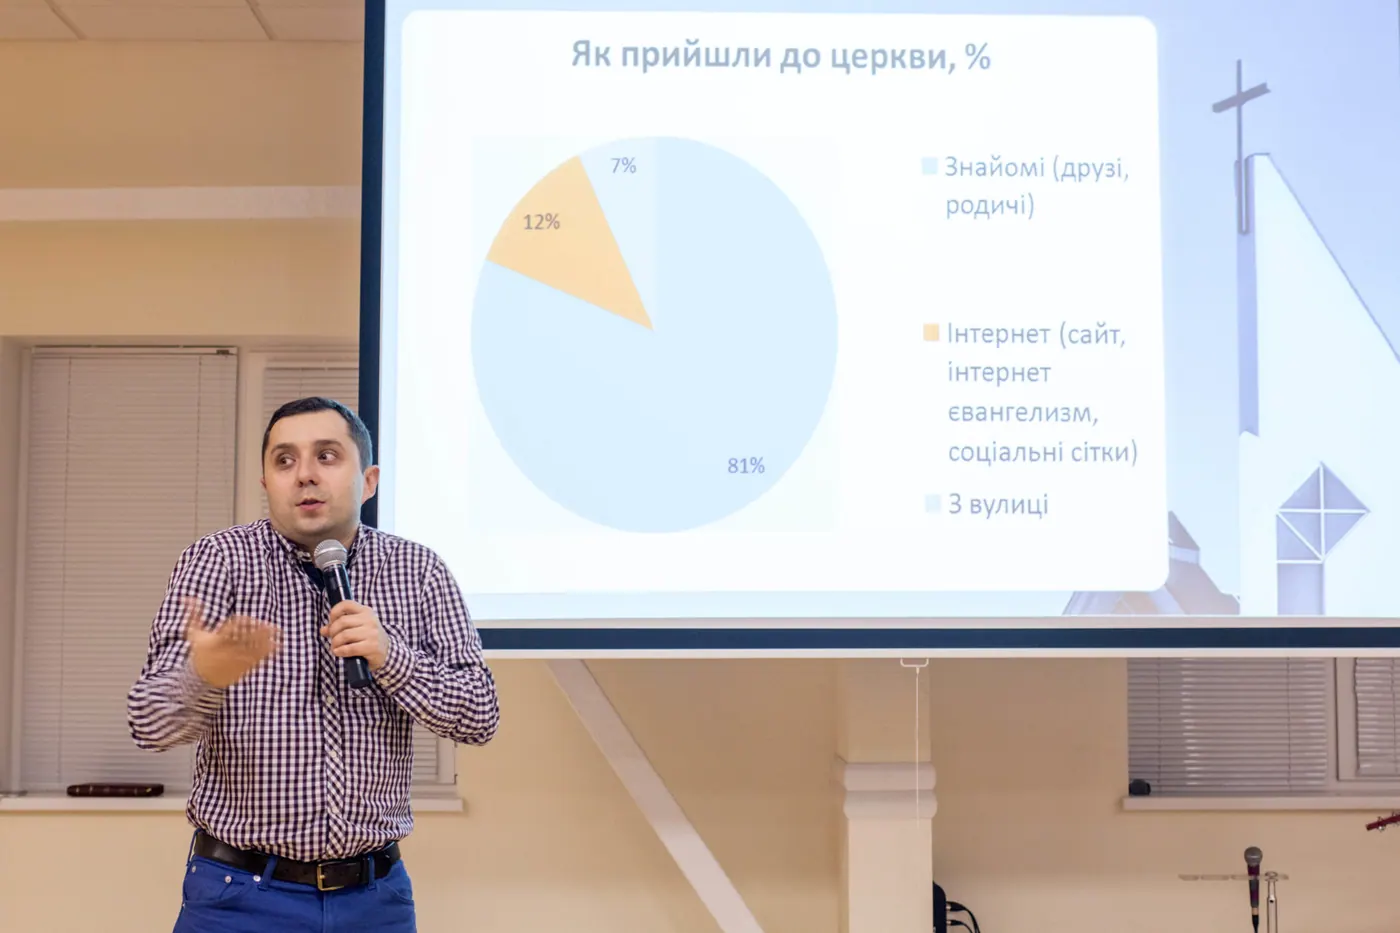 Як прийшли до церкви, %
7%
12%
81%
Знайомі (друзі,
родичі)
Інтернет (сайт,
інтернет
євангелизм,
соціальні сітки)
З вулиці